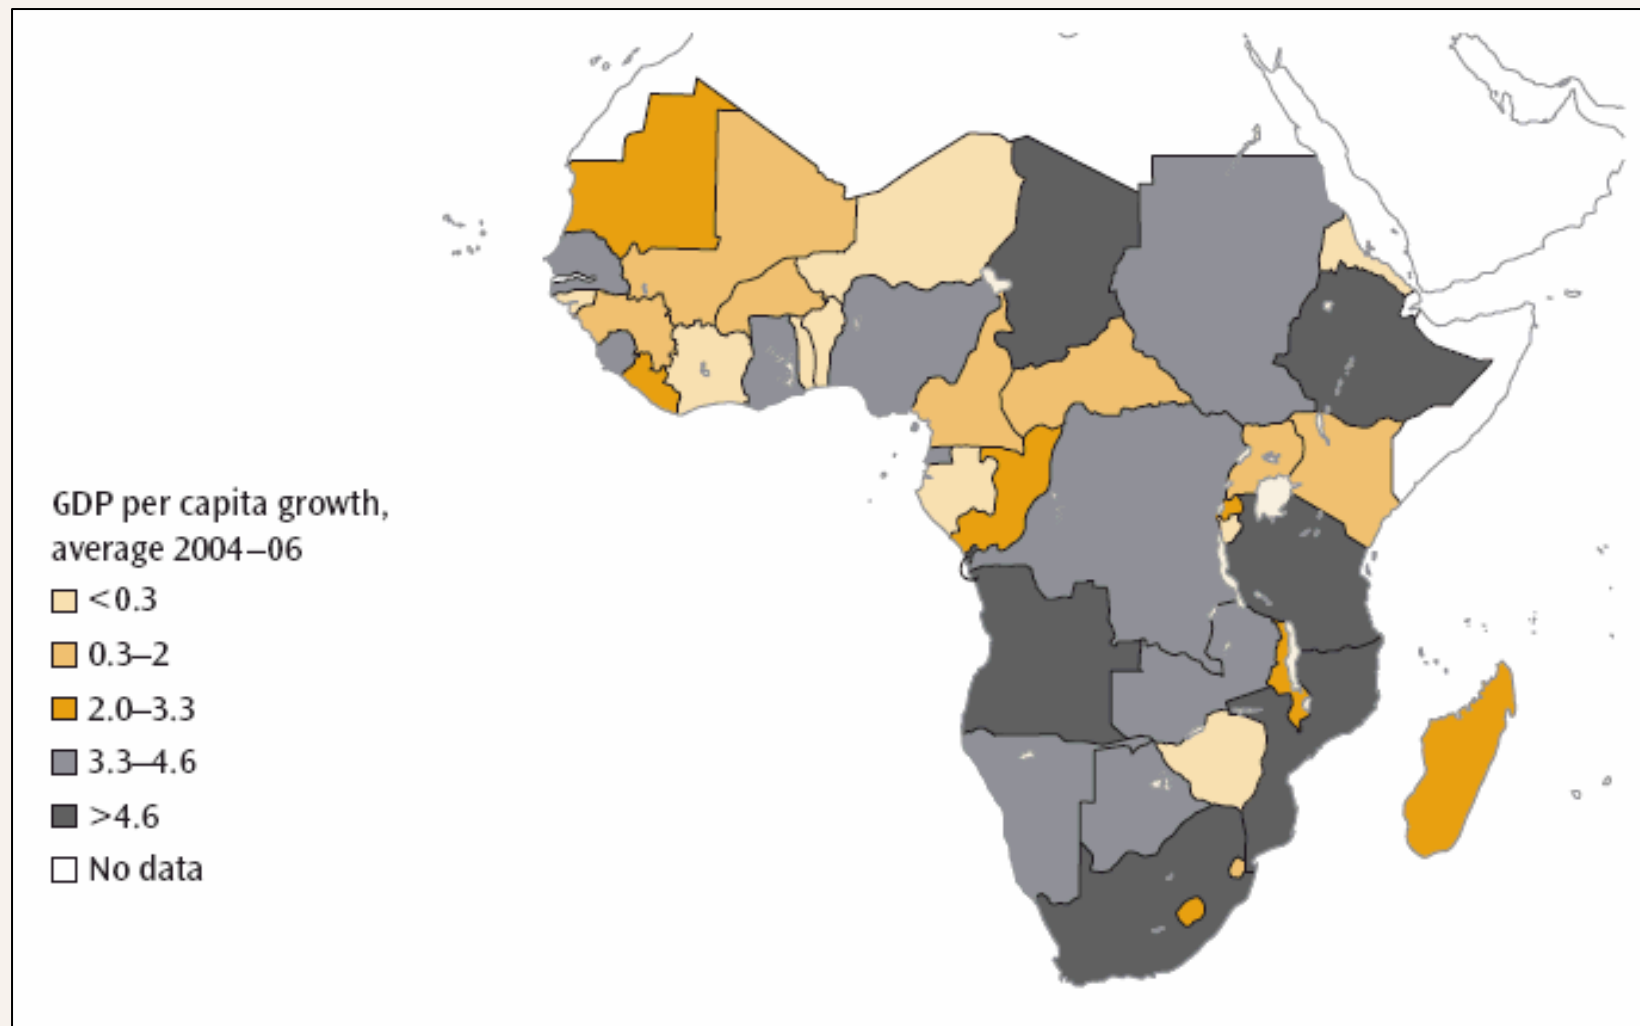 GDP per capita growth,
average 2004–06
<0.3
0.3–2
2.0–3.3
3.3–4.6
>4.6
No data